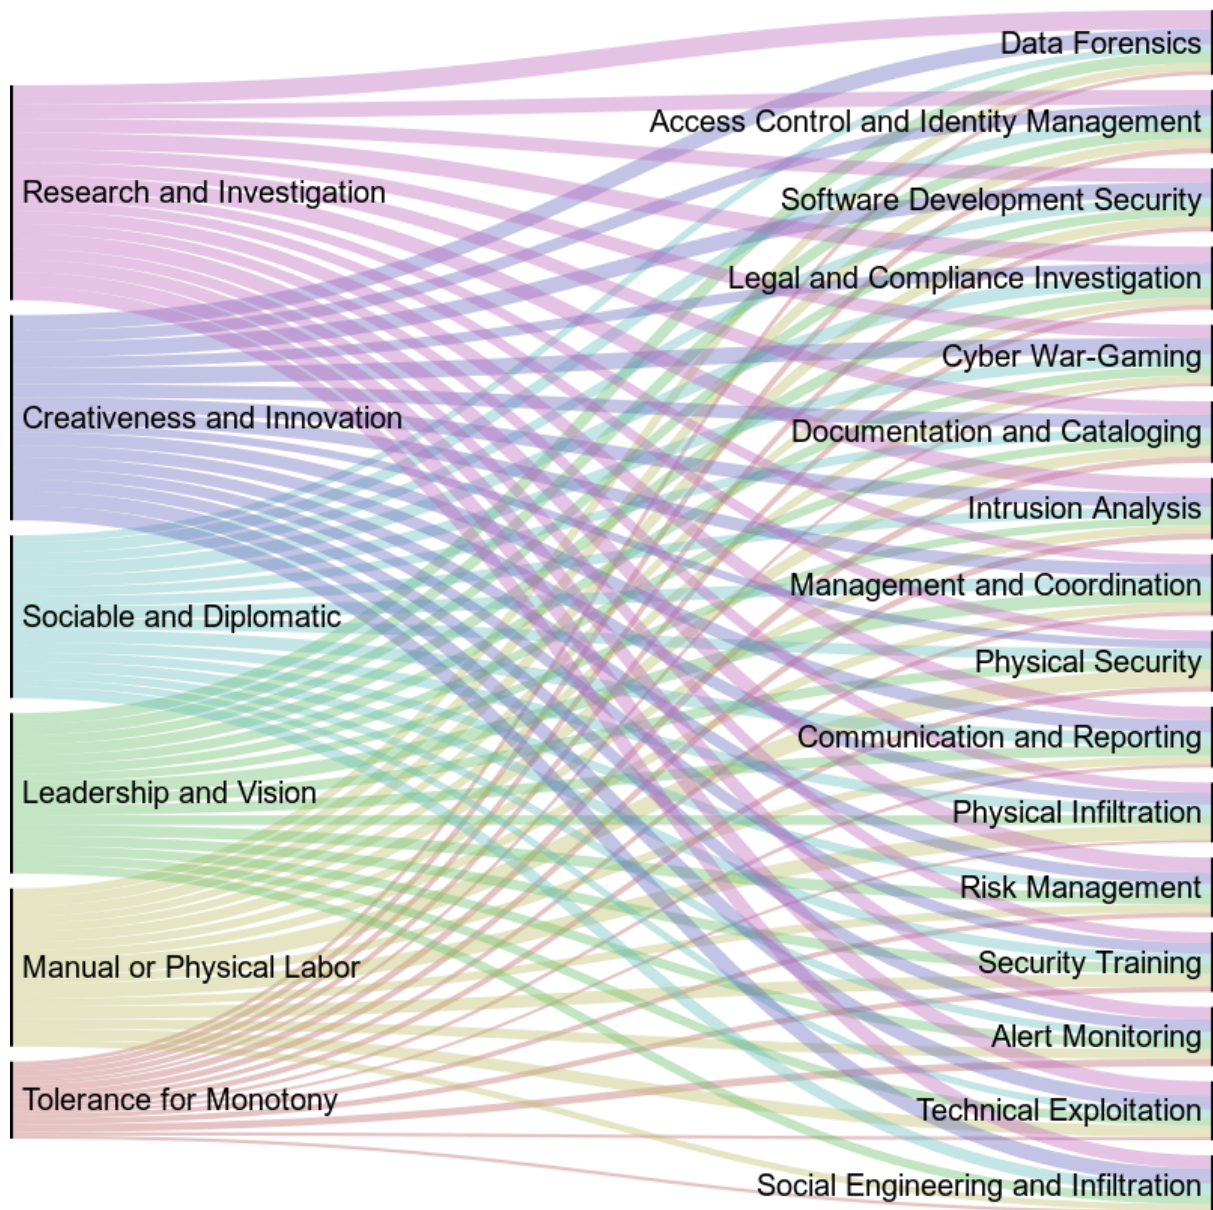 Research and Investigation
Creativeness and Innovation
Sociable and Diplomatic
Leadership and Vision
Manual or Physical Labor
Tolerance for Monotony
Data Forensics
Access Control and Identity Management
Software Development Security
Legal and Compliance Investigation
Cyber War-Gaming
Documentation and Cataloging
Intrusion Analysis
Management and Coordination
Physical Security
Communication and Reporting
Physical Infiltration
Risk Management
Security Training
Alert Monitoring
Technical Exploitation
Social Engineering and Infiltration